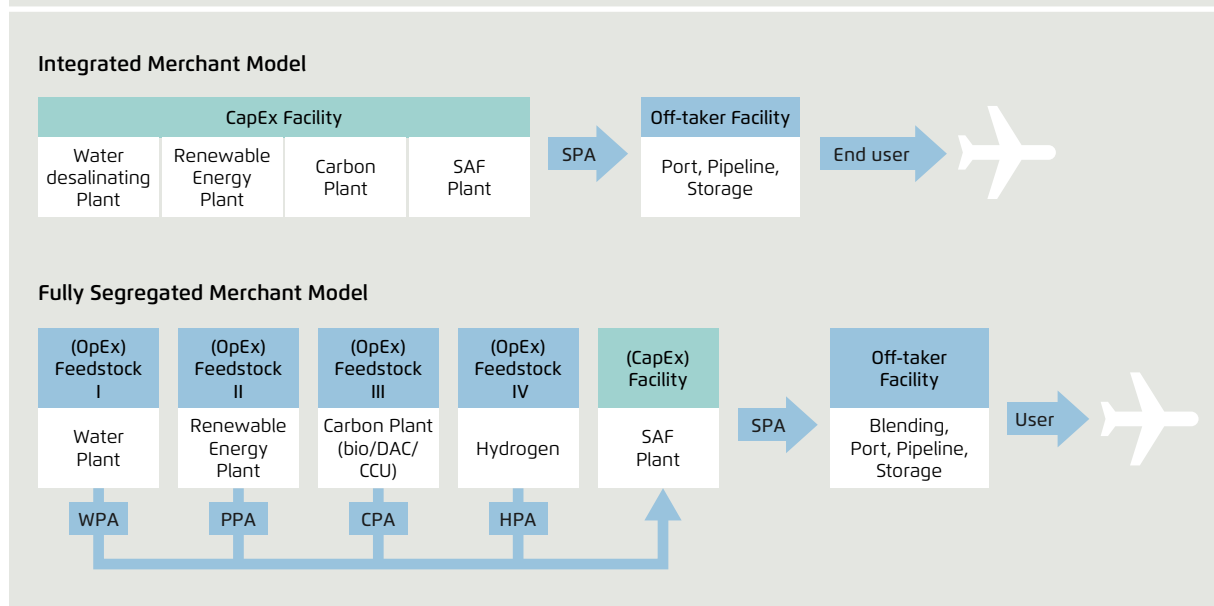 Integrated Merchant Model
CapEx Facility
Water
desalinating
Plant
Renewable
Energy
Plant
Carbon
Plant
SAF
Plant
SPA
Off-taker Facility
Port, Pipeline,
Storage
End user
Fully Segregated Merchant Model
(OpEx)
Feedstock
I
Water
Plant
(OpEx)
Feedstock
II
Renewable
Energy
Plant
(OpEx)
Feedstock
III
Carbon Plant
(bio/DAC/
CCU)
(OpEx)
Feedstock
IV
Hydrogen
(CapEx)
Facility
SAF
Plant
SPA
Off-taker
Facility
Blending,
Port, Pipeline,
Storage
User
WPA
PPA
CPA
HPA